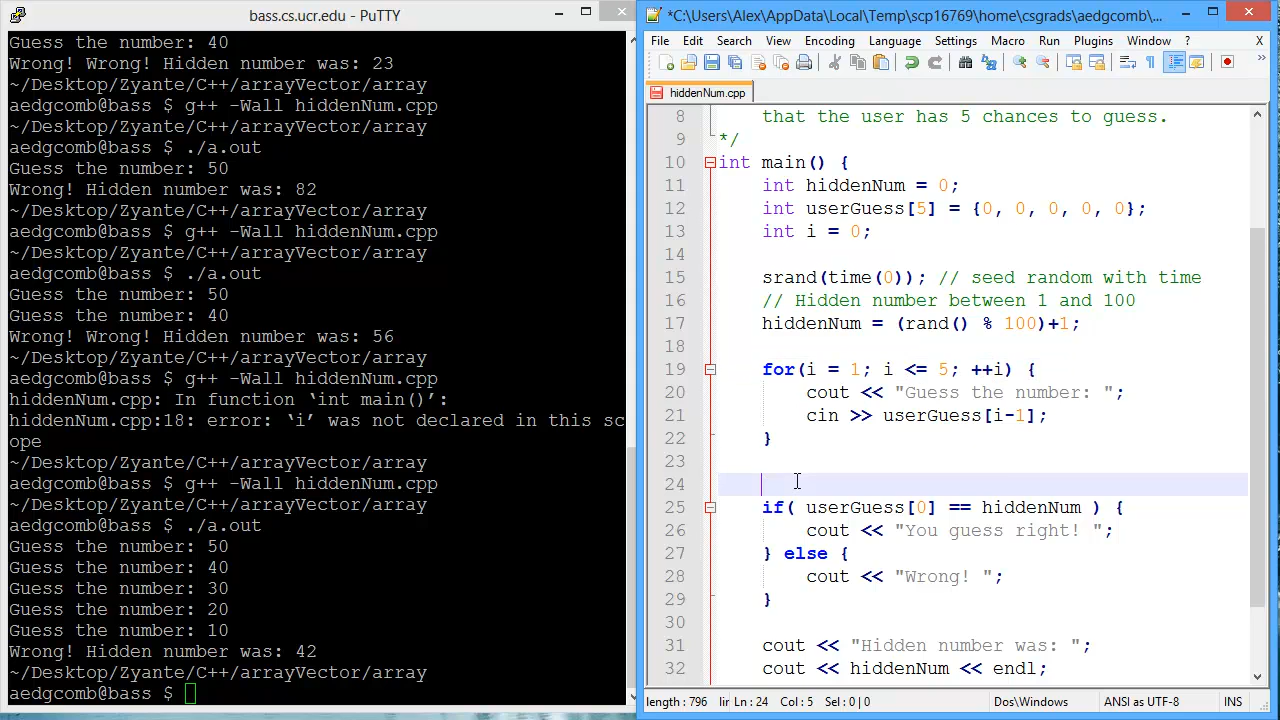 bass.cs.ucr.edu - PuTTY
Guess the number: 40
Wrong! Wrong! Hidden number was: 23
~/Desktop/Zyante/C++/arrayVector/array
aedgcomb@bass $ g++ -Wall hiddenNum.cpp
~/Desktop/Zyante/C++/arrayVector/array
aedgcomb@bass $ ./a.out
Guess the number: 50
Wrong! Hidden number was: 82
~/Desktop/Zyante/C++/arrayVector/array
aedgcomb@bass $ g++ -Wall hiddenNum.cpp
~/Desktop/Zyante/C++/arrayVector/array
aedgcomb@bass $ ./a.out
Guess the number: 50
Guess the number: 40
Wrong! Wrong! Hidden number was: 56
~/Desktop/Zyante/C++/arrayVector/array
aedgcomb@bass $ g++ -Wall hiddenNum.cpp
hiddenNum.cpp: In function ‘int main()’:
hiddenNum.cpp:18: error: ‘i’ was not declared in this sc
ope
~/Desktop/Zyante/C++/arrayVector/array
aedgcomb@bass $ g++ -Wall hiddenNum.cpp
~/Desktop/Zyante/C++/arrayVector/array
aedgcomb@bass $ ./a.out
Guess the number: 50
Guess the number: 40
Guess the number: 30
Guess the number: 20
Guess the number: 10
Wrong! Hidden number was: 42
~/Desktop/Zyante/C++/arrayVector/array
aedgcomb@bass $
*C:\Users\Alex\AppData\Local\Temp\scp16769\home\csgrads\aedgcomb\...
File Edit Search View Encoding Language Settings Macro Run Plugins Window ? X
hiddenNum.cpp
8 that the user has 5 chances to guess.
9 */
10 int main() {
11 int hiddenNum = 0;
12 int userGuess[5] = {0, 0, 0, 0, 0};
13 int i = 0;
14
15 srand(time(0)); // seed random with time
16 // Hidden number between 1 and 100
17 hiddenNum = (rand() % 100)+1;
18
19 for(i = 1; i <= 5; ++i) {
20 cout << "Guess the number: ";
21 cin >> userGuess[i-1];
22 }
23
24
25 if( userGuess[0] == hiddenNum ) {
26 cout << "You guess right! ";
27 } else {
28 cout << "Wrong! ";
29 }
30
31 cout << "Hidden number was: ";
32 cout << hiddenNum << endl;
length : 796 lir Ln : 24 Col : 5 Sel : 0 | 0 Dos\Windows ANSI as UTF-8 INS